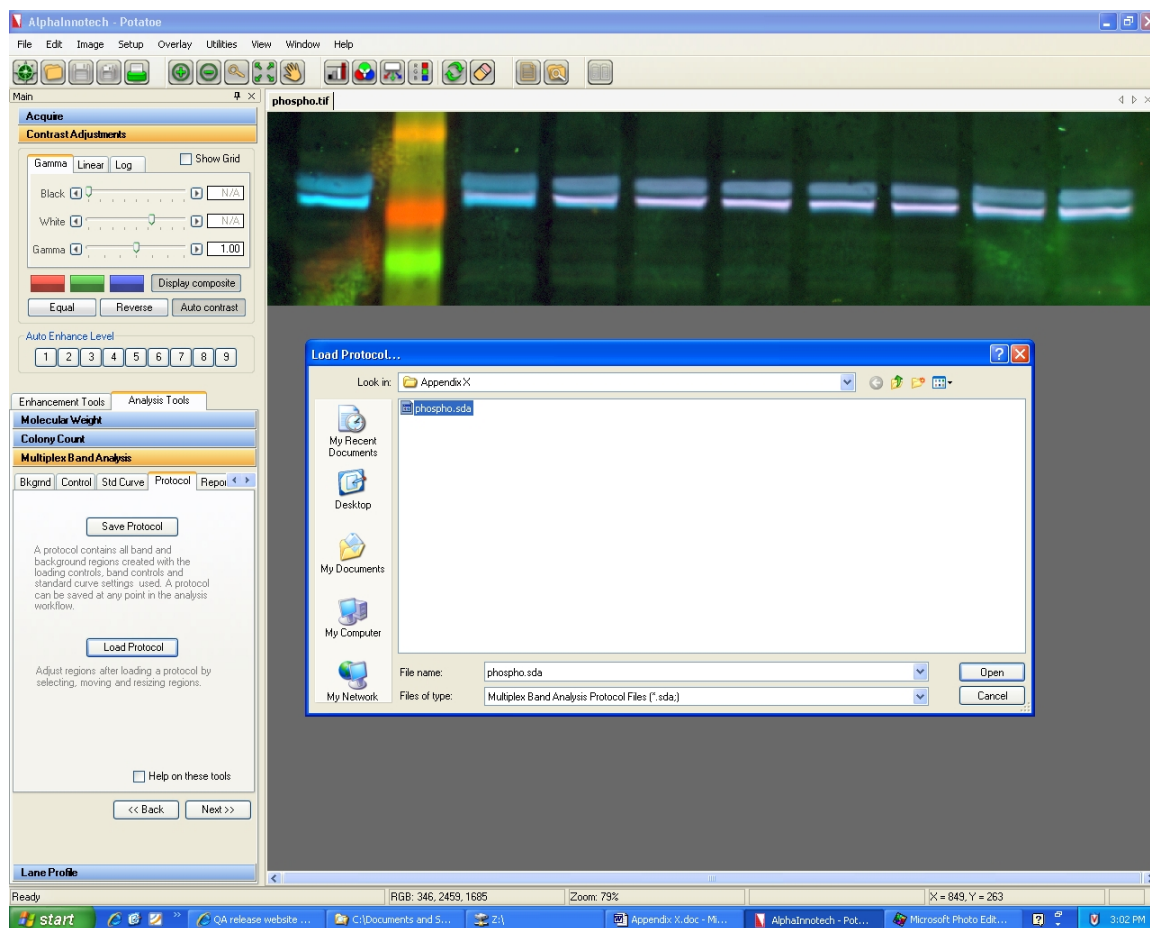 AlphaInnotech - Potatoe
File Edit Image Setup Overlay Utilities View Window Help
Main
phospho.tif
Acquire
Contrast Adjustments
Gamma Linear Log Show Grid
Black N/A
White N/A
Gamma 1.00
Display composite
Equal Reverse Auto contrast
Auto Enhance Level
1 2 3 4 5 6 7 8 9
Enhancement Tools Analysis Tools
Molecular Weight
Colony Count
Multiplex Band Analysis
Bkgrnd Control Std Curve Protocol Repor
Save Protocol
A protocol contains all band and
background regions created with the
loading controls, band controls and
standard curve settings used. A protocol
can be saved at any point in the analysis
workflow.
Load Protocol
Adjust regions after loading a protocol by
selecting, moving and resizing regions.
Help on these tools
<< Back Next >>
Lane Profile
Load Protocol...
Look in: Appendix X
phospho.sda
My Recent
Documents
Desktop
My Documents
My Computer
My Network
File name: phospho.sda Open
Files of type: Multiplex Band Analysis Protocol Files (*.sda;) Cancel
Ready RGB: 346, 2459, 1685 Zoom: 79% X = 849, Y = 263
start QA release website ... C:\Documents and S... Z:\ Appendix X.doc - Mi... AlphaInnotech - Pot... Microsoft Photo Edit... 3:02 PM